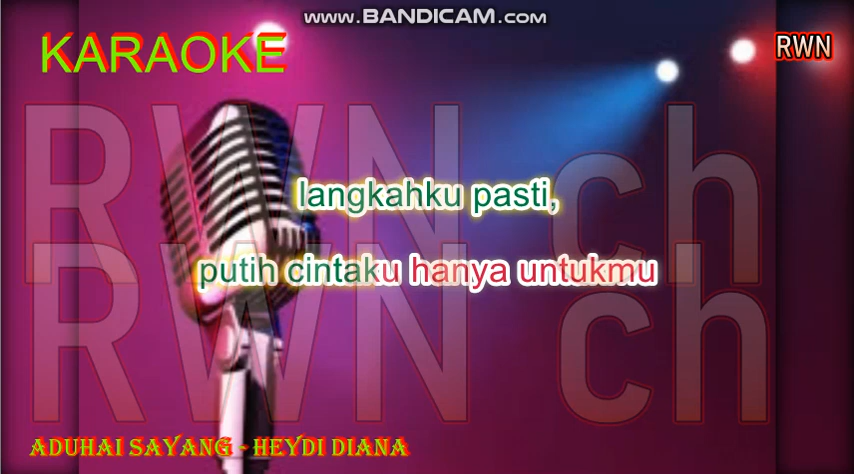 www.BANDICAM.com
KARAOKE
RWN
RWN ch
langkahku pasti,
putih cintaku hanya untukmu
RWN ch
ADUHAI SAYANG - HEYDI DIANA